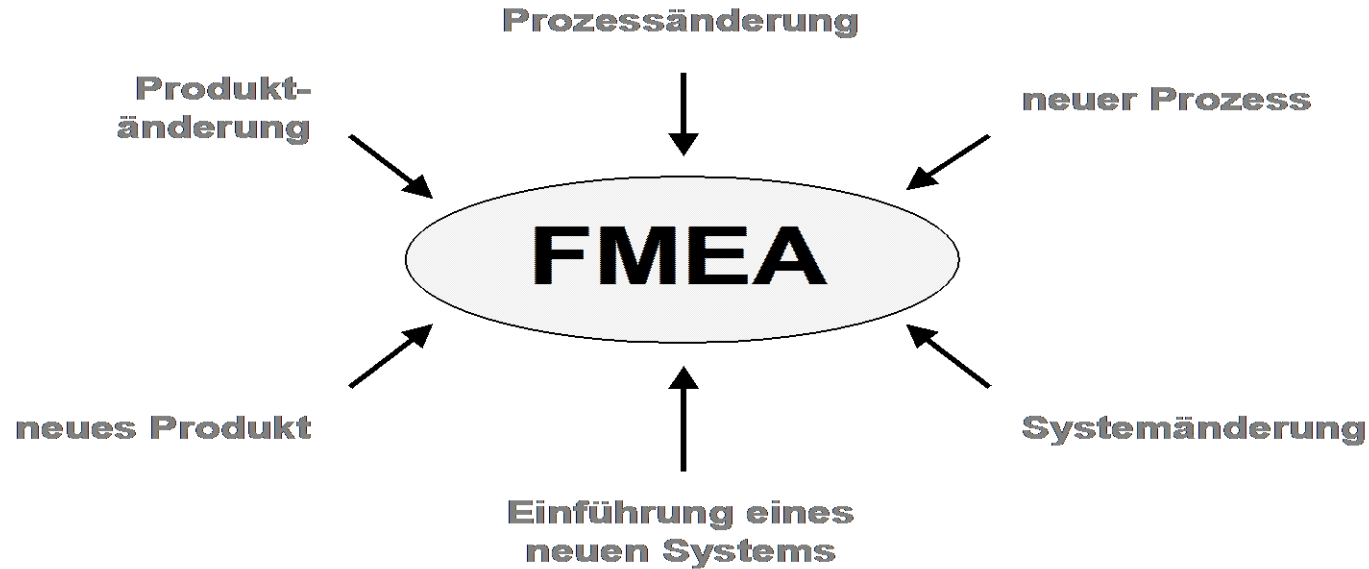 Prozessänderung
Produkt-
änderung
neuer Prozess
FMEA
neues Produkt
Systemänderung
Einführung eines
neuen Systems